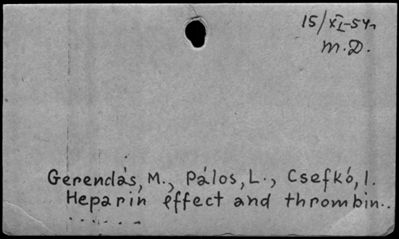 15/XI-54.
M.D.
Gerendás, M., Pálos, L., Csefkó, I.
Heparin effect and thrombin..